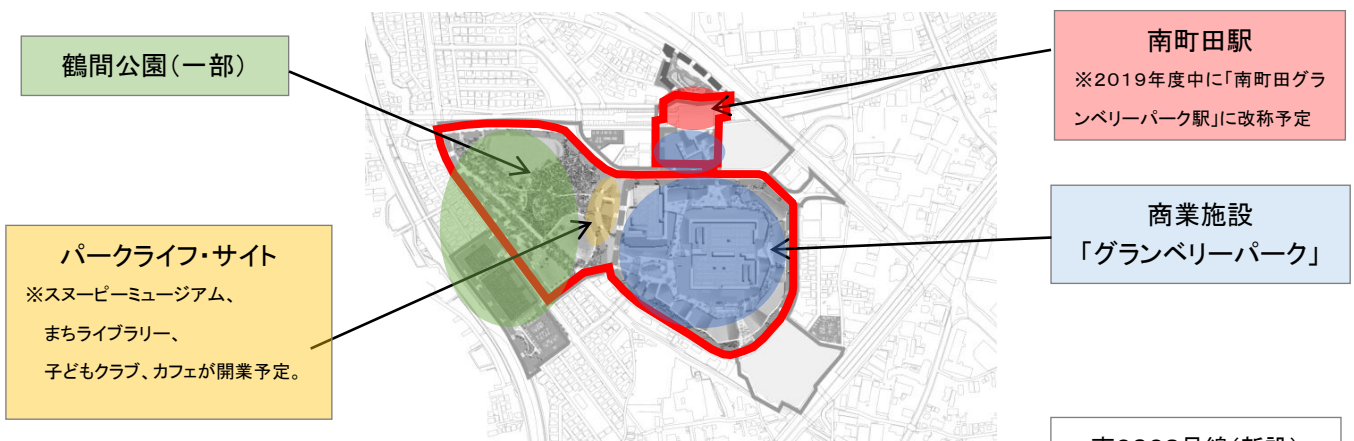 鶴間公園(一部)
南町田駅
※2019年度中に「南町田グラ
ンベリーパーク駅」に改称予定
商業施設
「グランベリーパーク」
パークライフ・サイト
※スヌーピーミュージアム、
まちライブラリー、
子どもクラブ、カフェが開業予定。